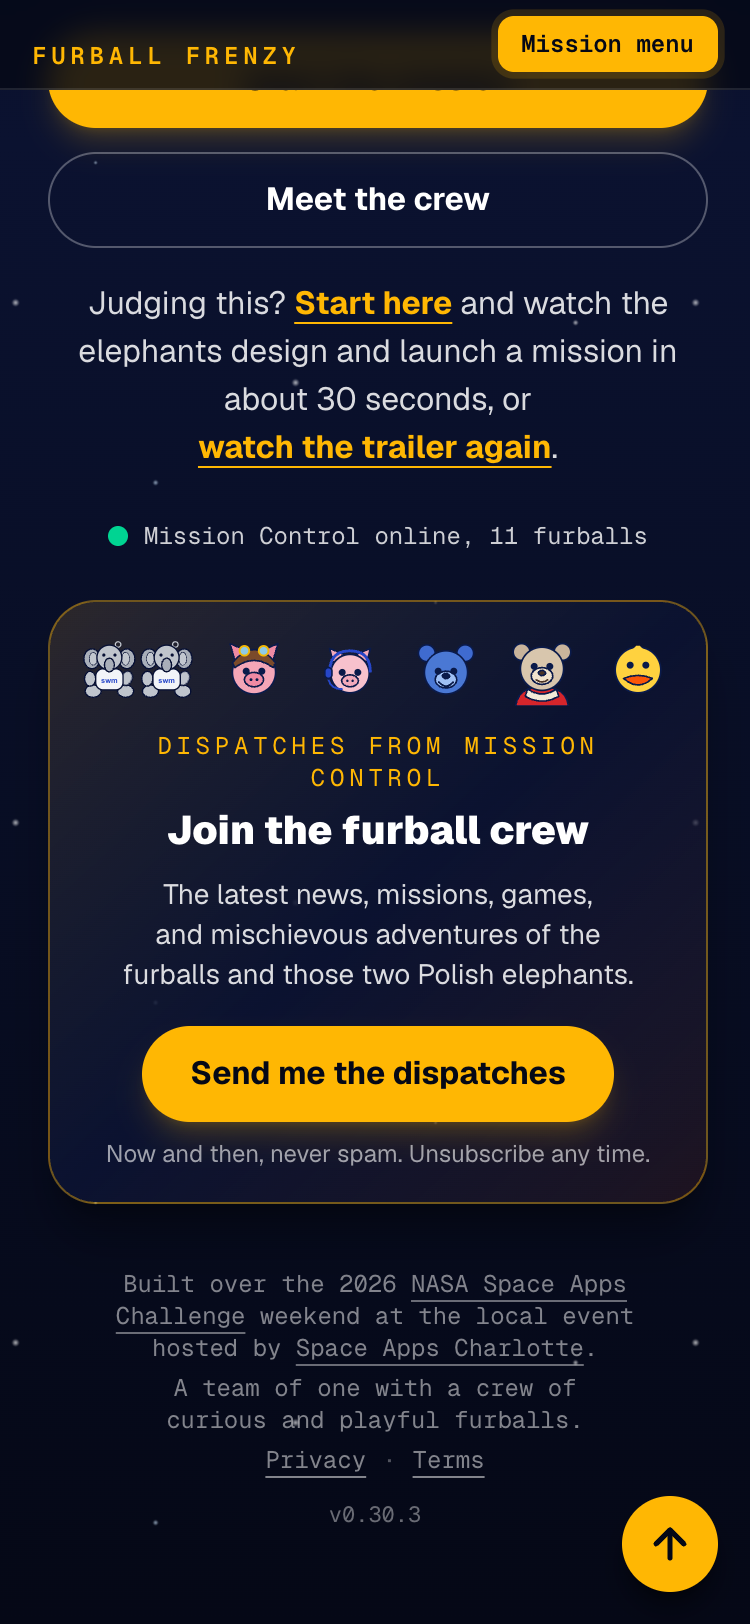 FURBALL FRENZY
Mission menu
Meet the crew
Judging this? Start here and watch the
elephants design and launch a mission in
about 30 seconds, or
watch the trailer again.
Mission Control online, 11 furballs
swm
swm
DISPATCHES FROM MISSION
CONTROL
Join the furball crew
The latest news, missions, games,
and mischievous adventures of the
furballs and those two Polish elephants.
Send me the dispatches
Now and then, never spam. Unsubscribe any time.
Built over the 2026 NASA Space Apps
Challenge weekend at the local event
hosted by Space Apps Charlotte.
A team of one with a crew of
curious and playful furballs.
Privacy · Terms
v0.30.3